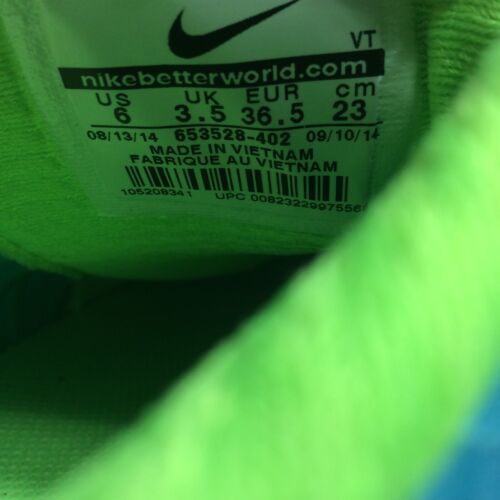 VT
nikebetterworld.com
US UK EUR cm
6 3.5 36.5 23
08/13/14 653528-402 09/10/14
MADE IN VIETNAM
FABRIQUE AU VIETNAM
105208341 UPC